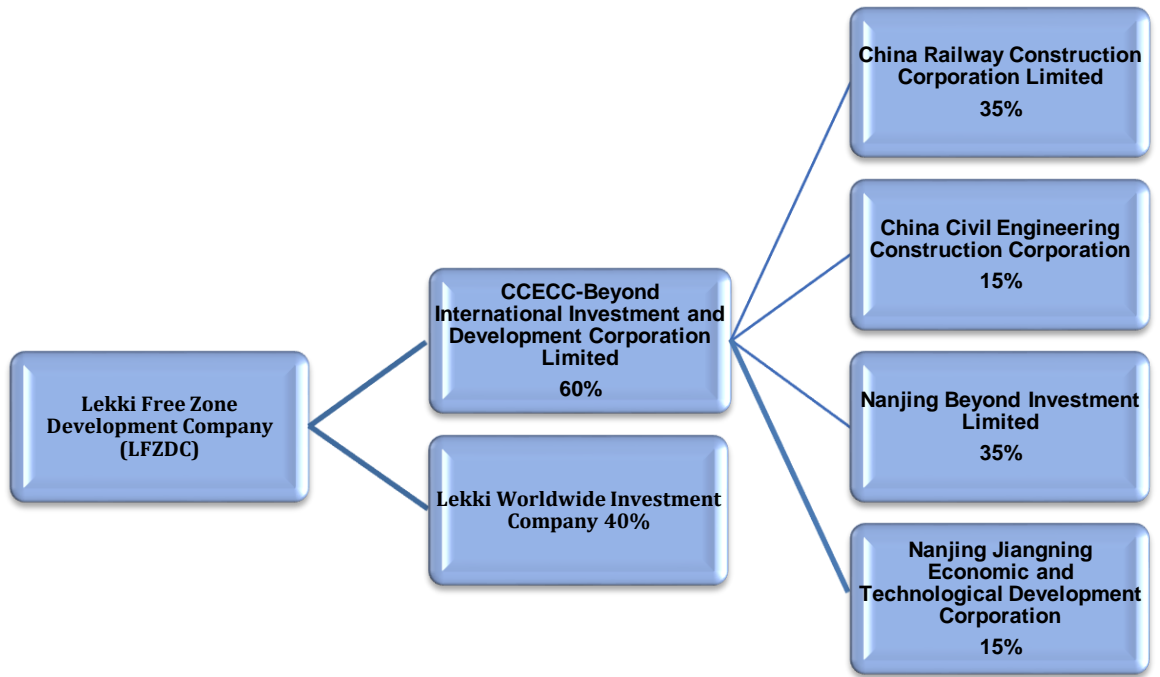 Lekki Free Zone
Development Company
(LFZDC)
CCECC-Beyond
International Investment and
Development Corporation
Limited
60%
Lekki Worldwide Investment
Company 40%
China Railway Construction
Corporation Limited
35%
China Civil Engineering
Construction Corporation
15%
Nanjing Beyond Investment
Limited
35%
Nanjing Jiangning
Economic and
Technological Development
Corporation
15%